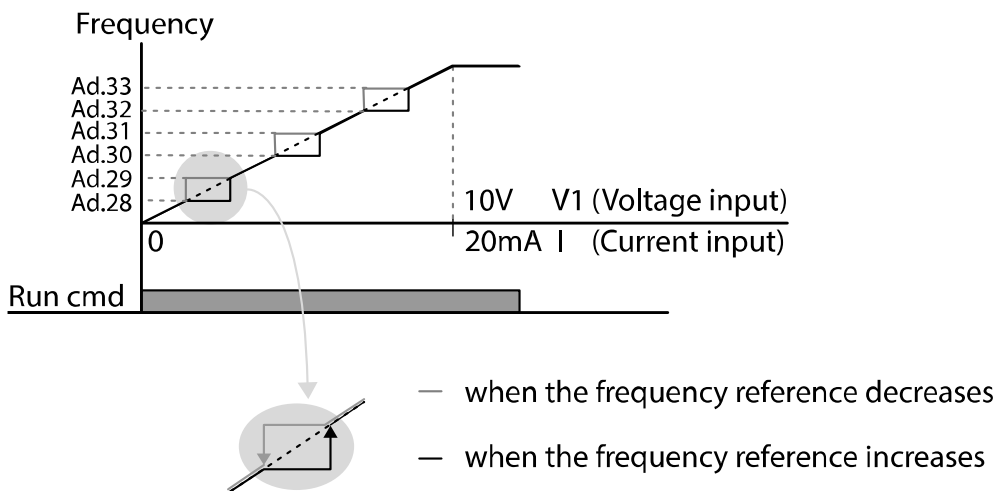 Frequency
Ad.33
Ad.32
Ad.31
Ad.30
Ad.29
Ad.28
10V V1 (Voltage input)
0
20mA I (Current input)
Run cmd
when the frequency reference decreases
when the frequency reference increases